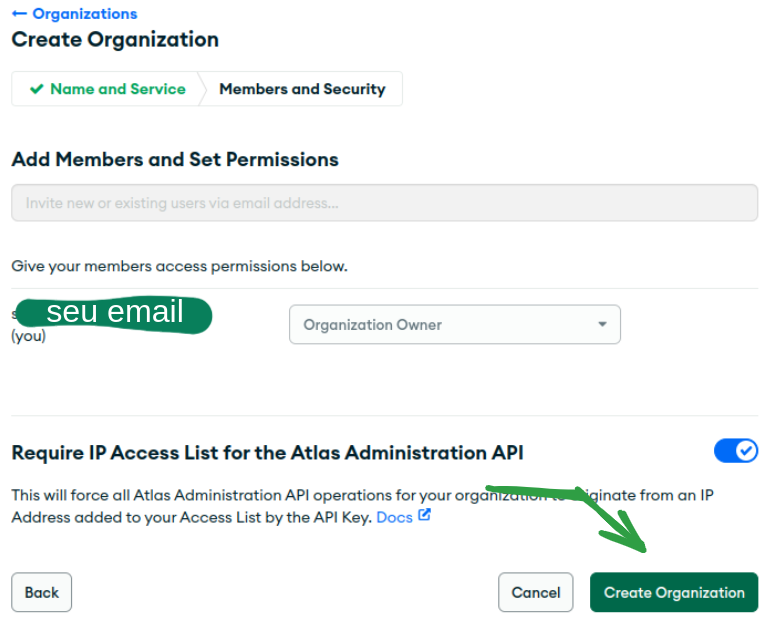 ← Organizations
Create Organization
✔ Name and Service
Members and Security
Add Members and Set Permissions
Invite new or existing users via email address...
Give your members access permissions below.
seu email
(you)
Organization Owner
Require IP Access List for the Atlas Administration API
This will force all Atlas Administration API operations for your organization to originate from an IP
Address added to your Access List by the API Key. Docs
Back
Cancel
Create Organization